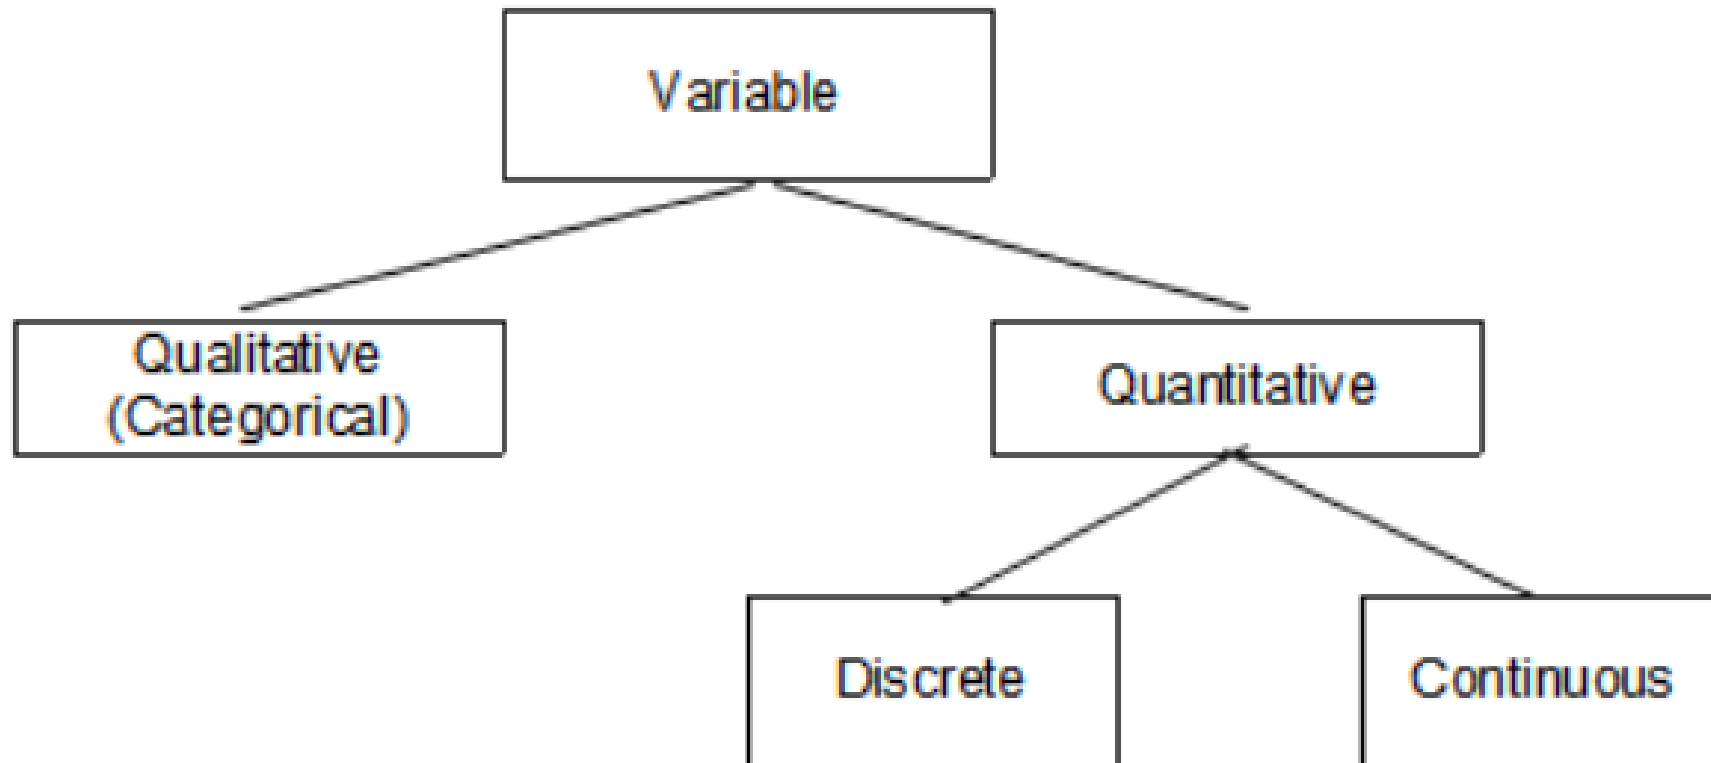 Variable
Qualitative
(Categorical)
Quantitative
Discrete
Continuous